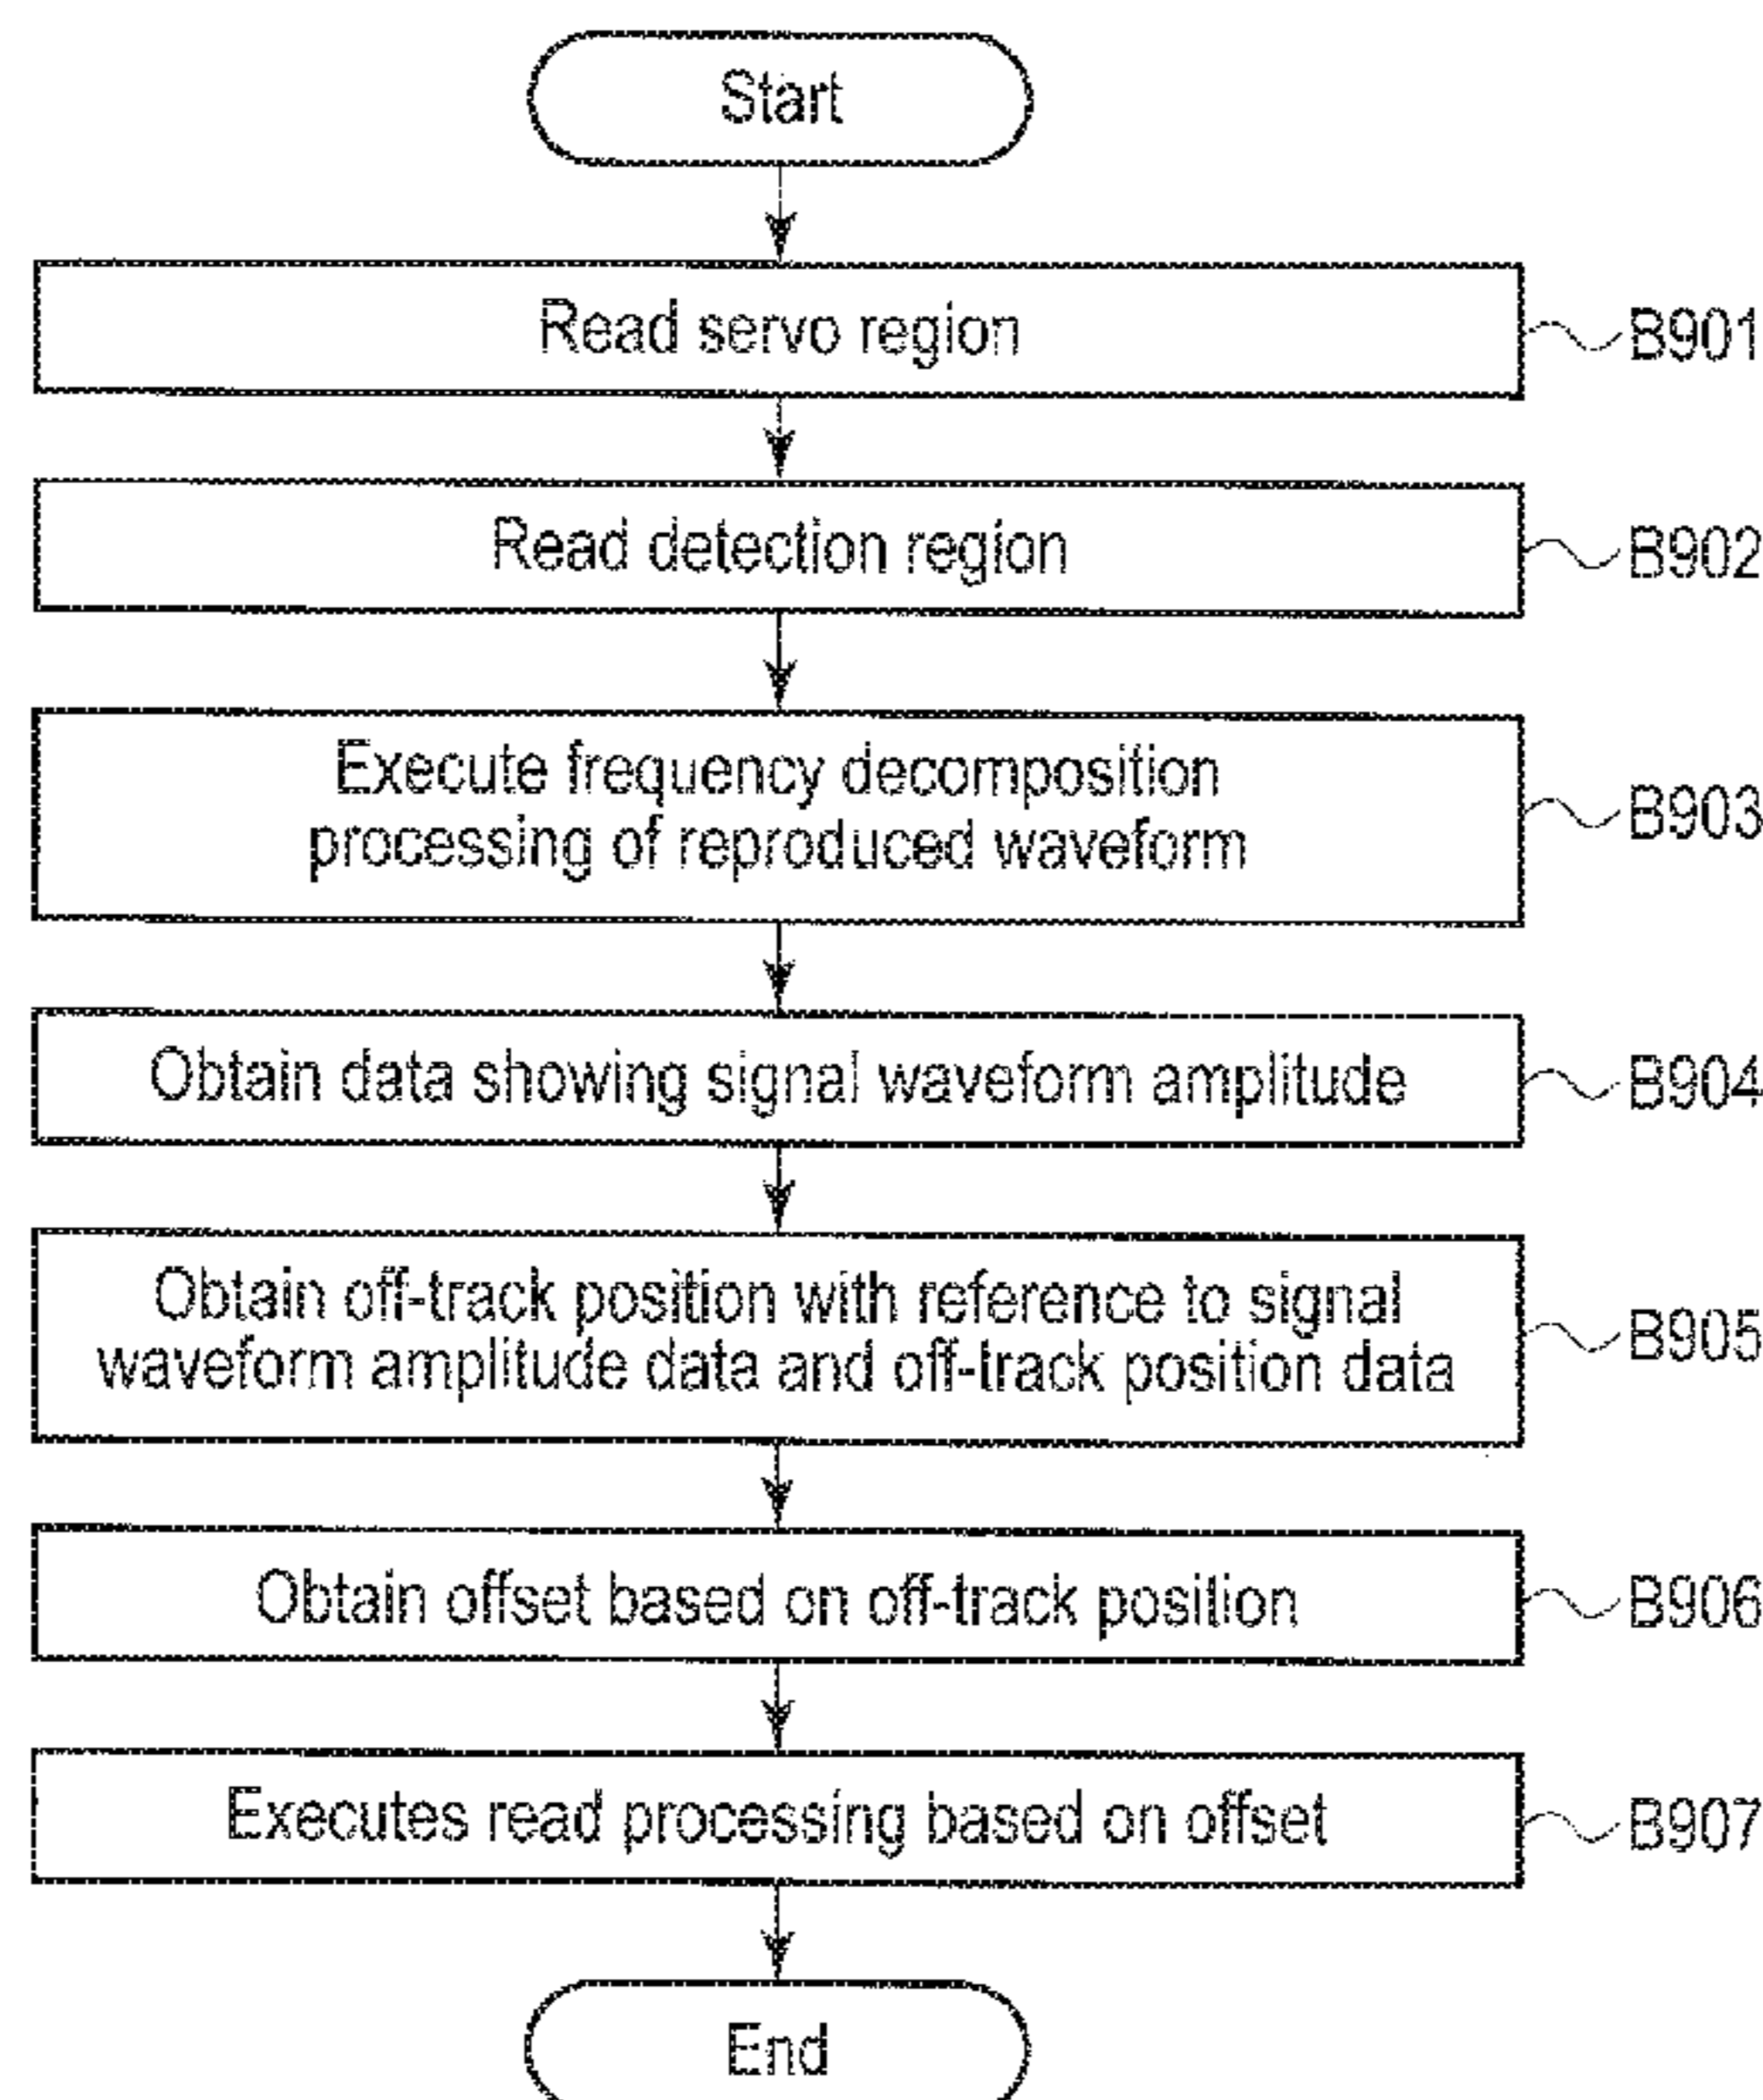 Start
Read servo region
B901
Read detection region
B902
Execute frequency decomposition
processing of reproduced waveform
B903
Obtain data showing signal waveform amplitude
B904
Obtain off-track position with reference to signal
waveform amplitude data and off-track position data
B905
Obtain offset based on off-track position
B906
Executes read processing based on offset
B907
End